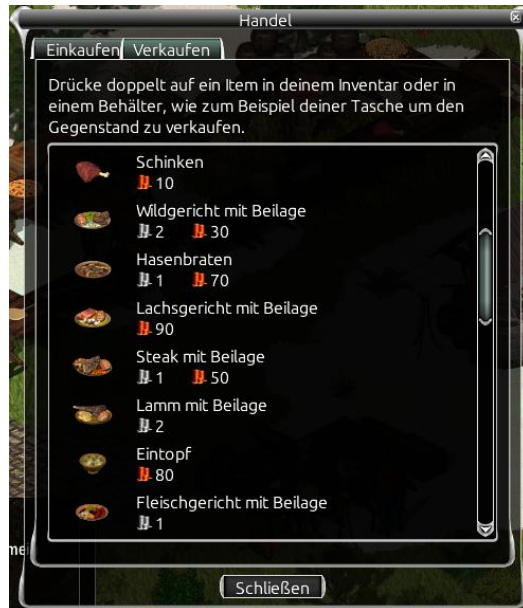 Handel
Einkaufen Verkaufen
Drücke doppelt auf ein Item in deinem Inventar oder in
einem Behälter, wie zum Beispiel deiner Tasche um den
Gegenstand zu verkaufen.
Schinken
10
Wildgericht mit Beilage
2 30
Hasenbraten
1 70
Lachsgericht mit Beilage
90
Steak mit Beilage
1 50
Lamm mit Beilage
2
Eintopf
80
Fleischgericht mit Beilage
1
mei
Schließen